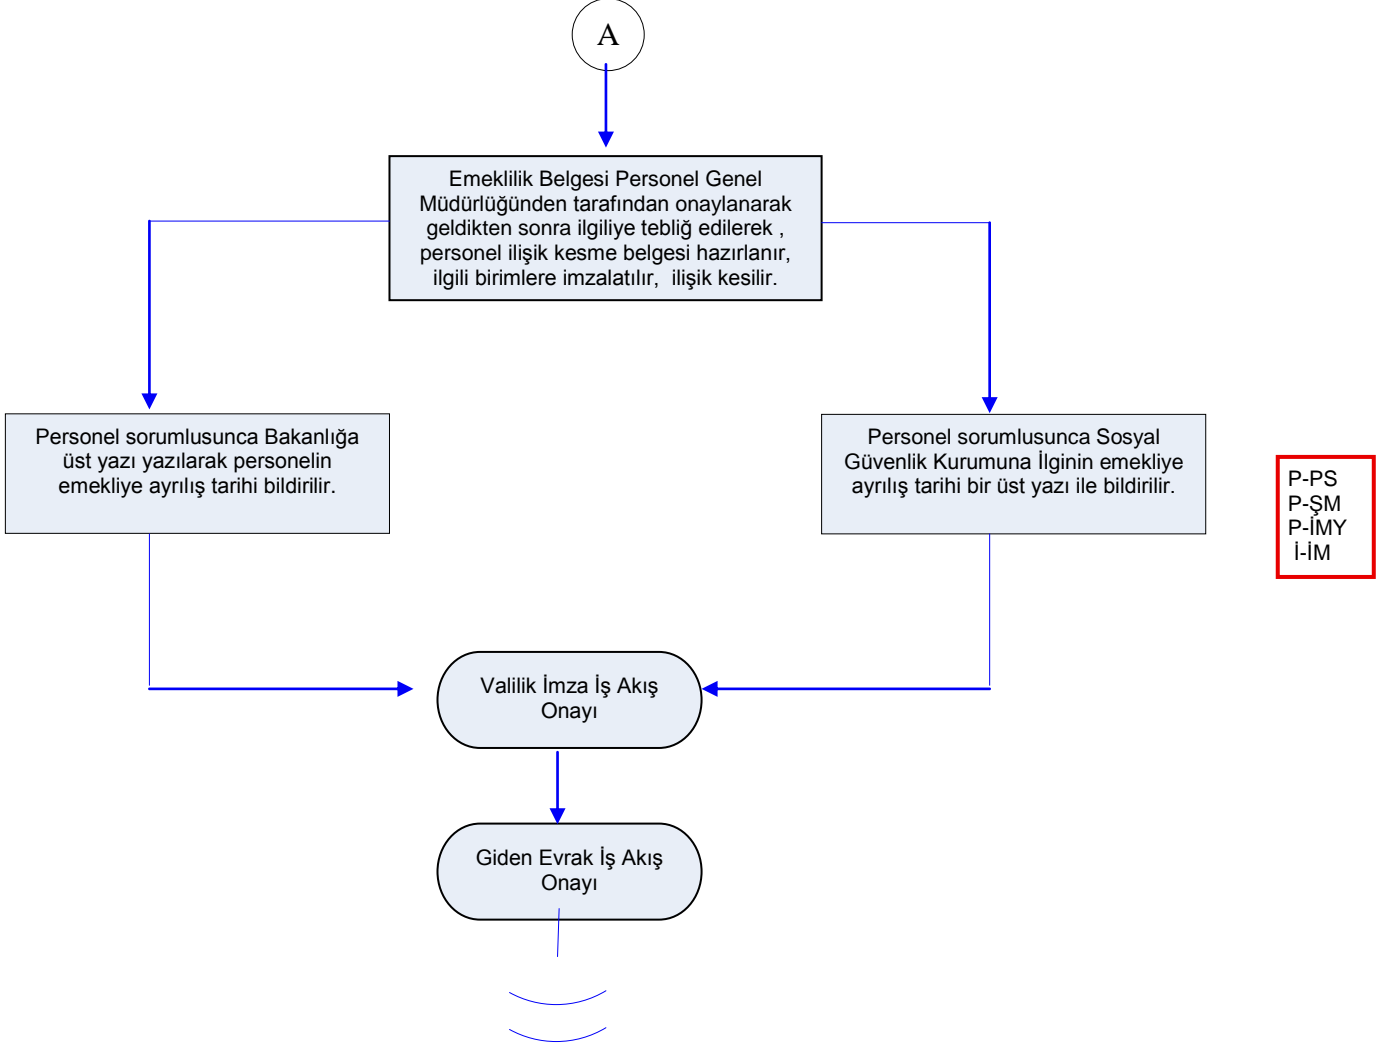 A
Emeklilik Belgesi Personel Genel
Müdürlüğünden tarafından onaylanarak
geldikten sonra ilgiliye tebliğ edilerek ,
personel ilişik kesme belgesi hazırlanır,
ilgili birimlere imzalatılır, ilişik kesilir.
Personel sorumlusunca Bakanlığa
üst yazı yazılarak personelin
emekliye ayrılış tarihi bildirilir.
Personel sorumlusunca Sosyal
Güvenlik Kurumuna İlginin emekliye
ayrılış tarihi bir üst yazı ile bildirilir.
P-PS
P-ŞM
P-İMY
İ-İM
Valilik İmza İş Akış
Onayı
Giden Evrak İş Akış
Onayı